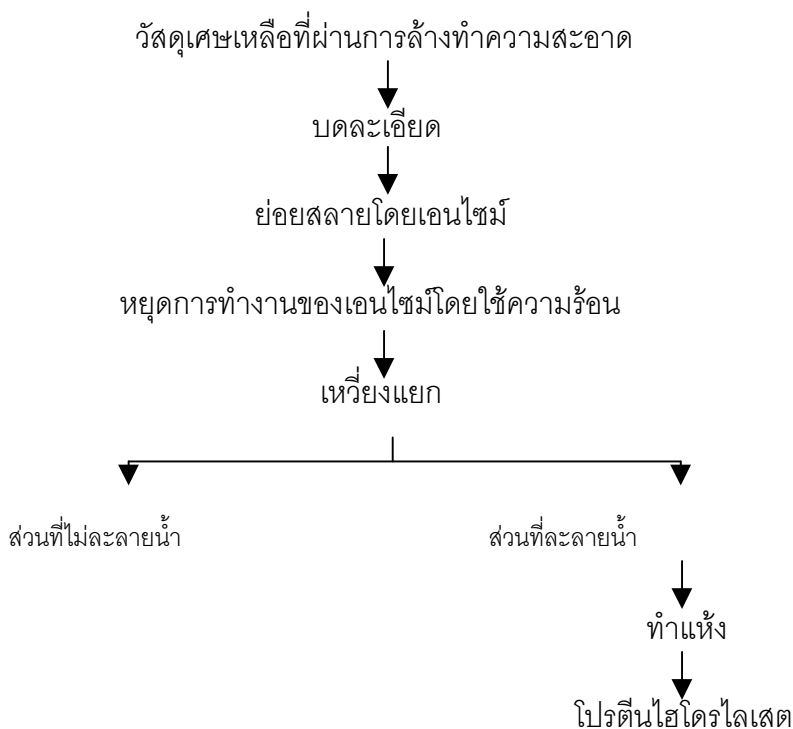 วัสดุเศษเหลือที่ผ่านการล้างทำความสะอาด
บดละเอียด
ย่อยสลายโดยเอนไซม์
หยุดการทำงานของเอนไซม์โดยใช้ความร้อน
เหวี่ยงแยก
ส่วนที่ไม่ละลายน้ำ
ส่วนที่ละลายน้ำ
ทำแห้ง
โปรตีนไฮโดรไลเสต